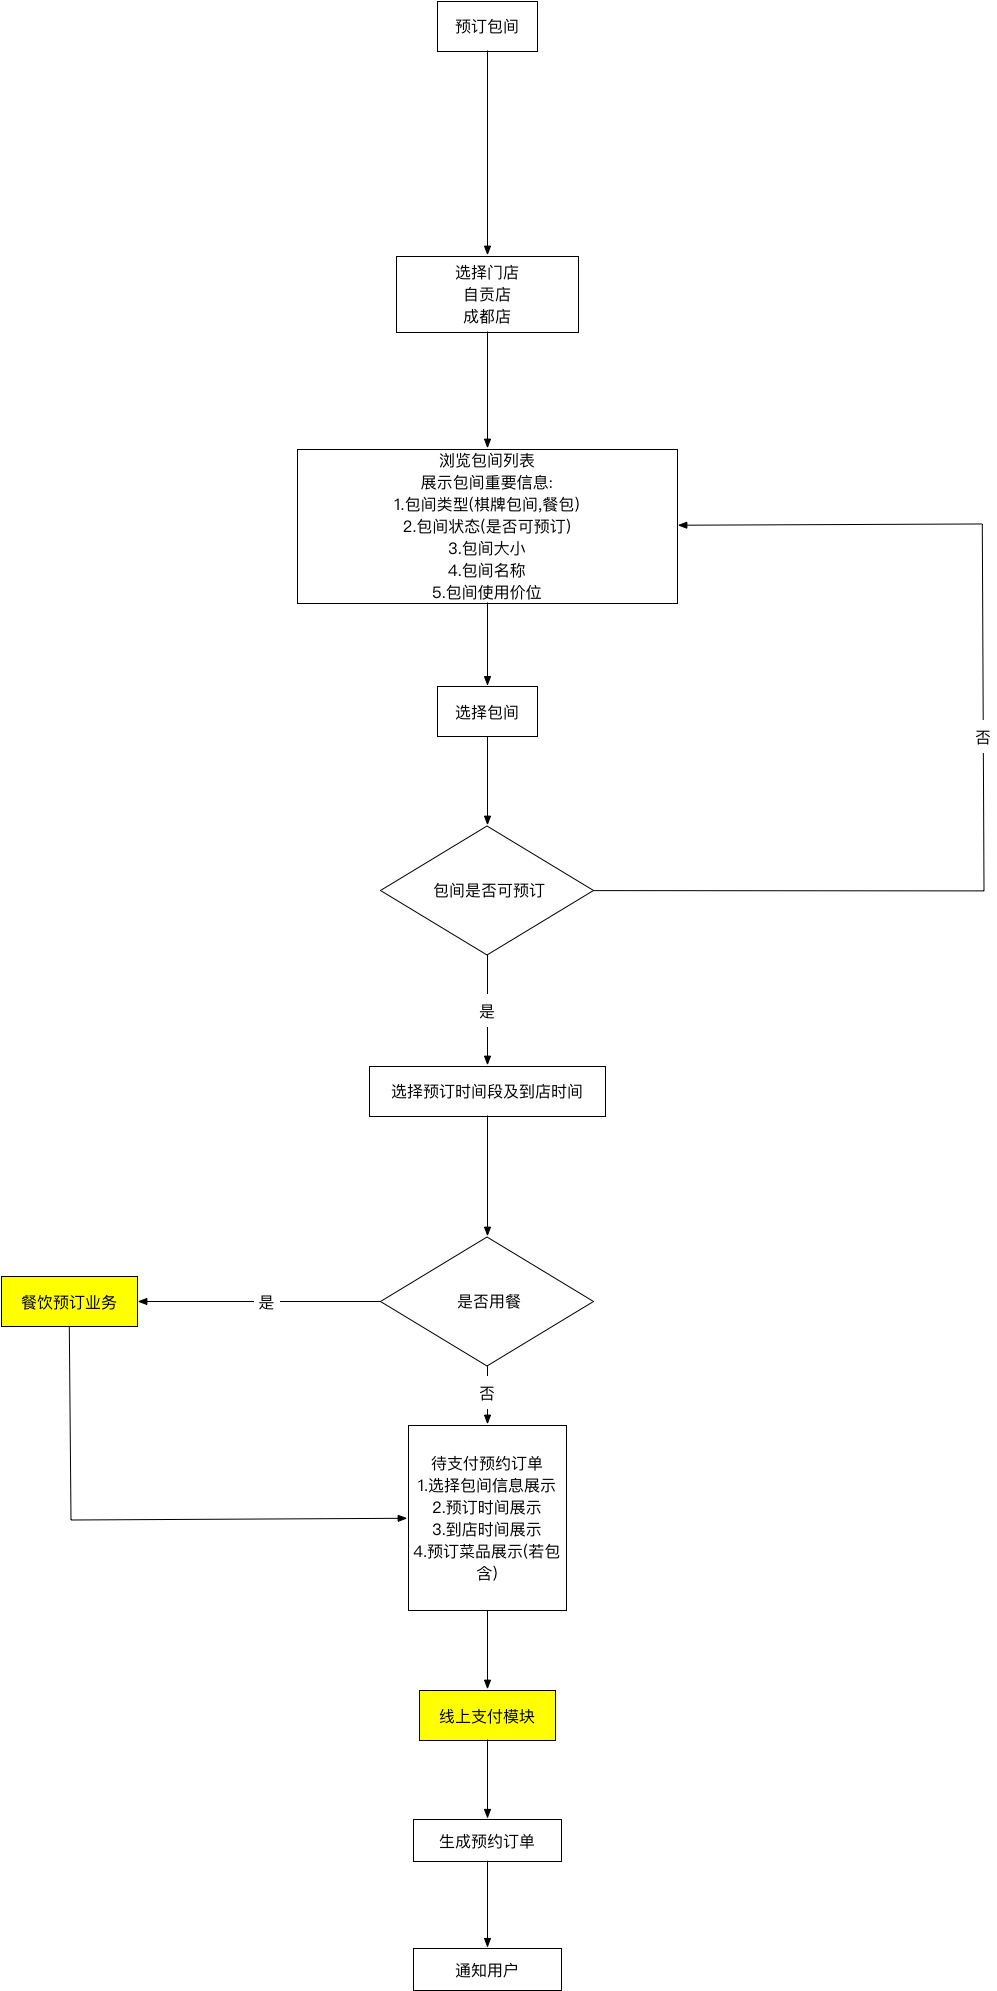 预订包间
选择门店
自贡店
成都店
浏览包间列表
展示包间重要信息:
1.包间类型(棋牌包间,餐包)
2.包间状态(是否可预订)
3.包间大小
4.包间名称
5.包间使用价位
选择包间
否
包间是否可预订
是
选择预订时间段及到店时间
餐饮预订业务
是
是否用餐
否
待支付预约订单
1.选择包间信息展示
2.预订时间展示
3.到店时间展示
4.预订菜品展示(若包
含)
线上支付模块
生成预约订单
通知用户